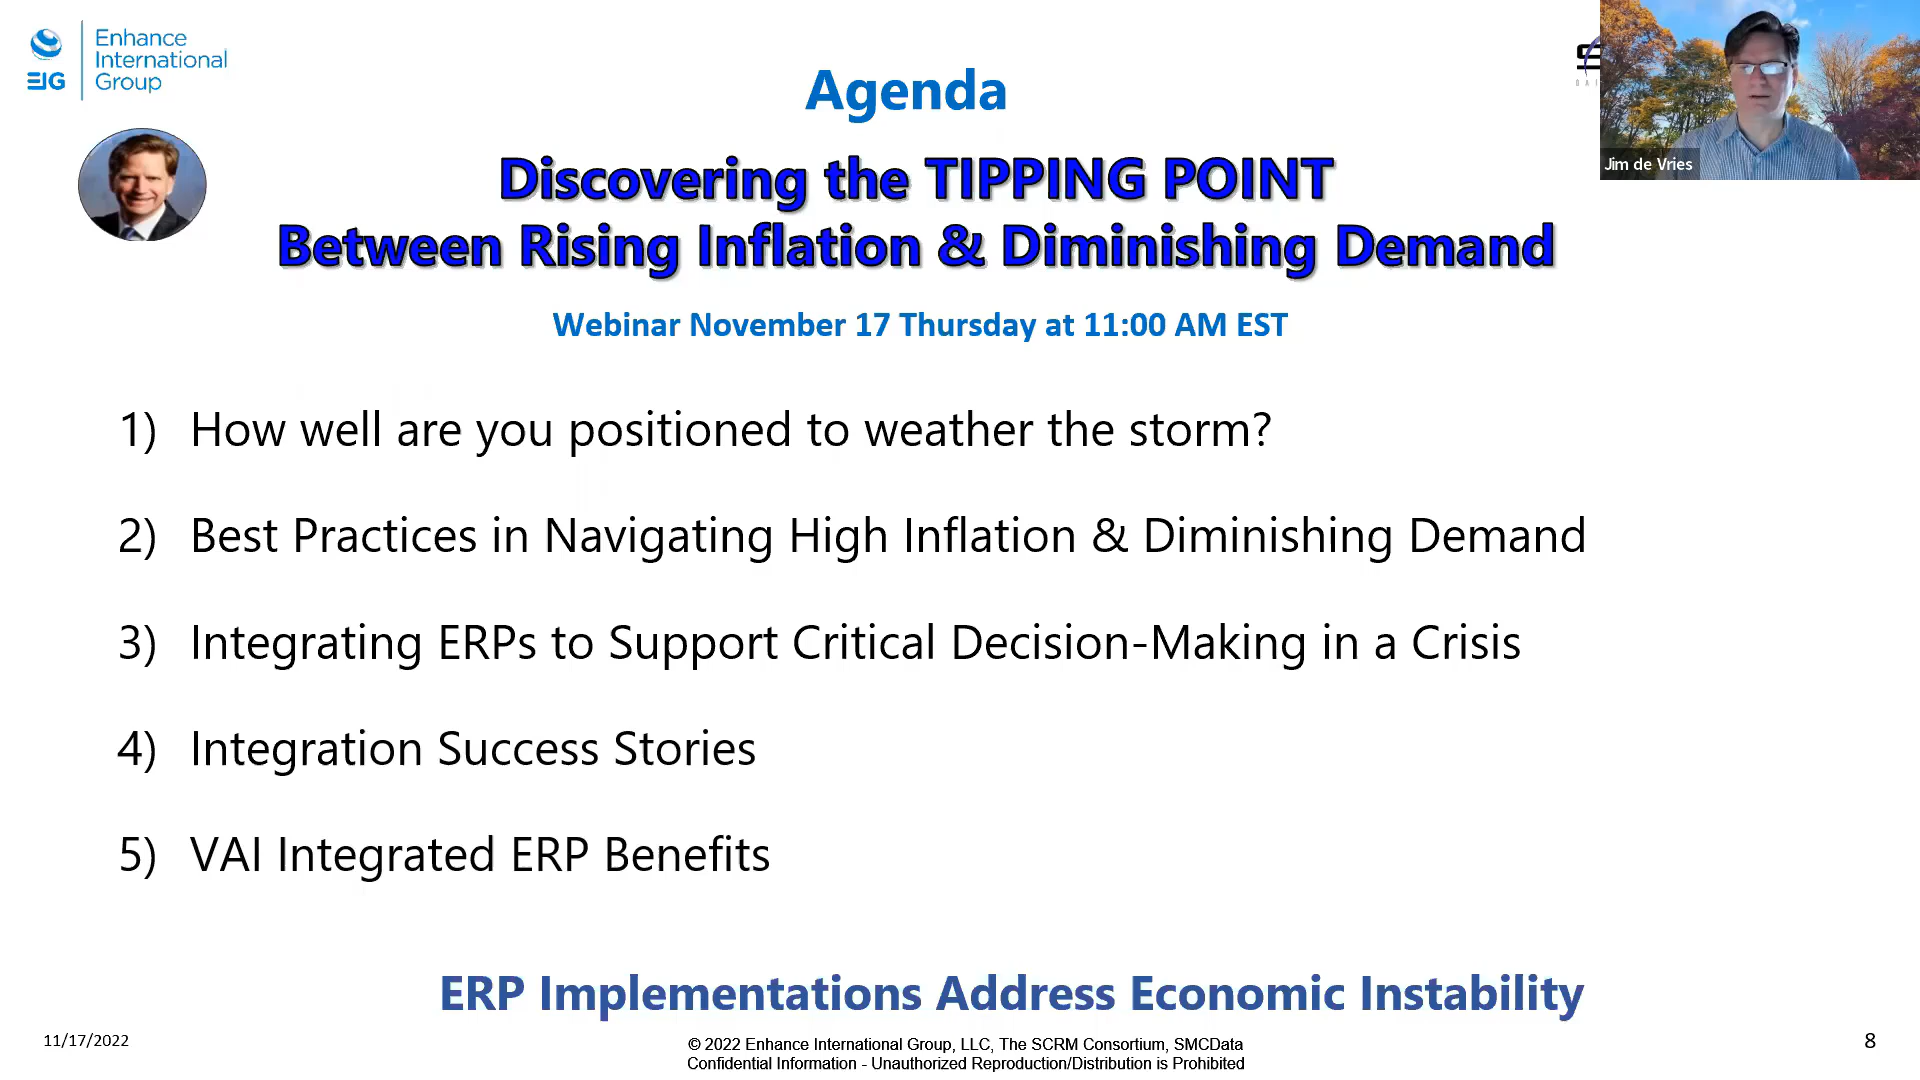 EIG
Enhance
International
Group
Agenda
Jim de Vries
Discovering the TIPPING POINT
Between Rising Inflation & Diminishing Demand
Webinar November 17 Thursday at 11:00 AM EST
1) How well are you positioned to weather the storm?
2) Best Practices in Navigating High Inflation & Diminishing Demand
3) Integrating ERPs to Support Critical Decision-Making in a Crisis
4) Integration Success Stories
5) VAI Integrated ERP Benefits
ERP Implementations Address Economic Instability
11/17/2022
© 2022 Enhance International Group, LLC, The SCRM Consortium, SMCData
Confidential Information - Unauthorized Reproduction/Distribution is Prohibited
8